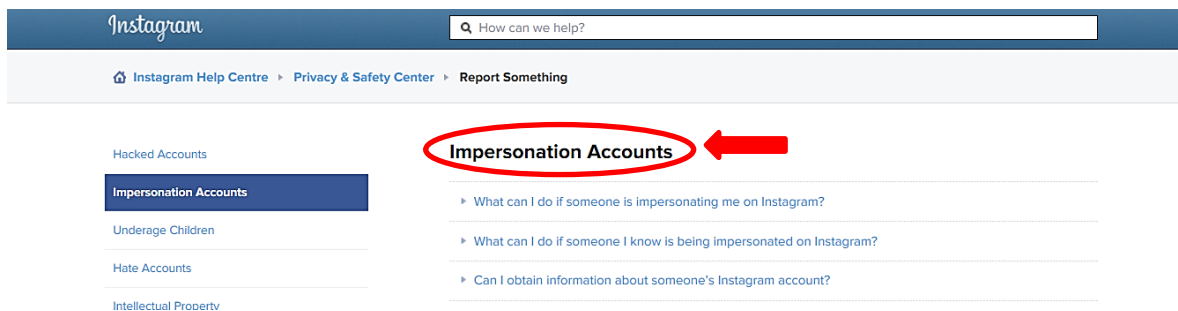 Instagram
How can we help?
Instagram Help Centre Privacy & Safety Center Report Something
Hacked Accounts
Impersonation Accounts
Underage Children
Hate Accounts
Intellectual Property
Impersonation Accounts
What can I do if someone is impersonating me on Instagram?
What can I do if someone I know is being impersonated on Instagram?
Can I obtain information about someone's Instagram account?